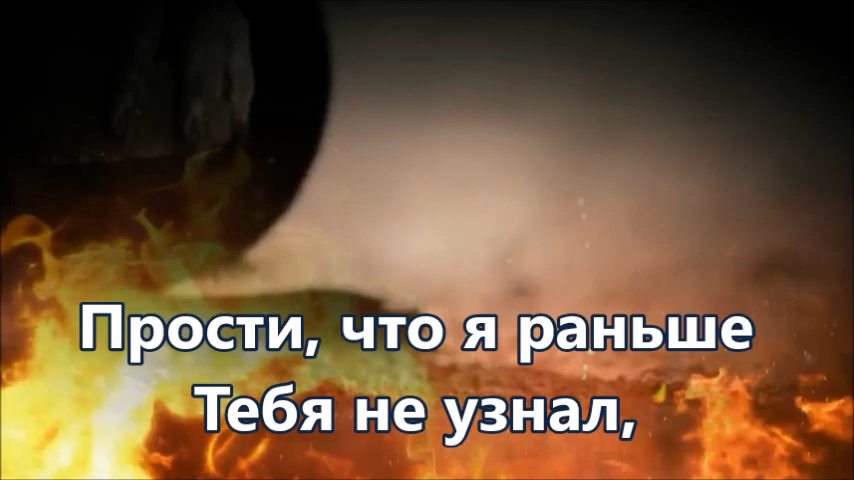 Прости, что я раньше
Тебя не узнал,